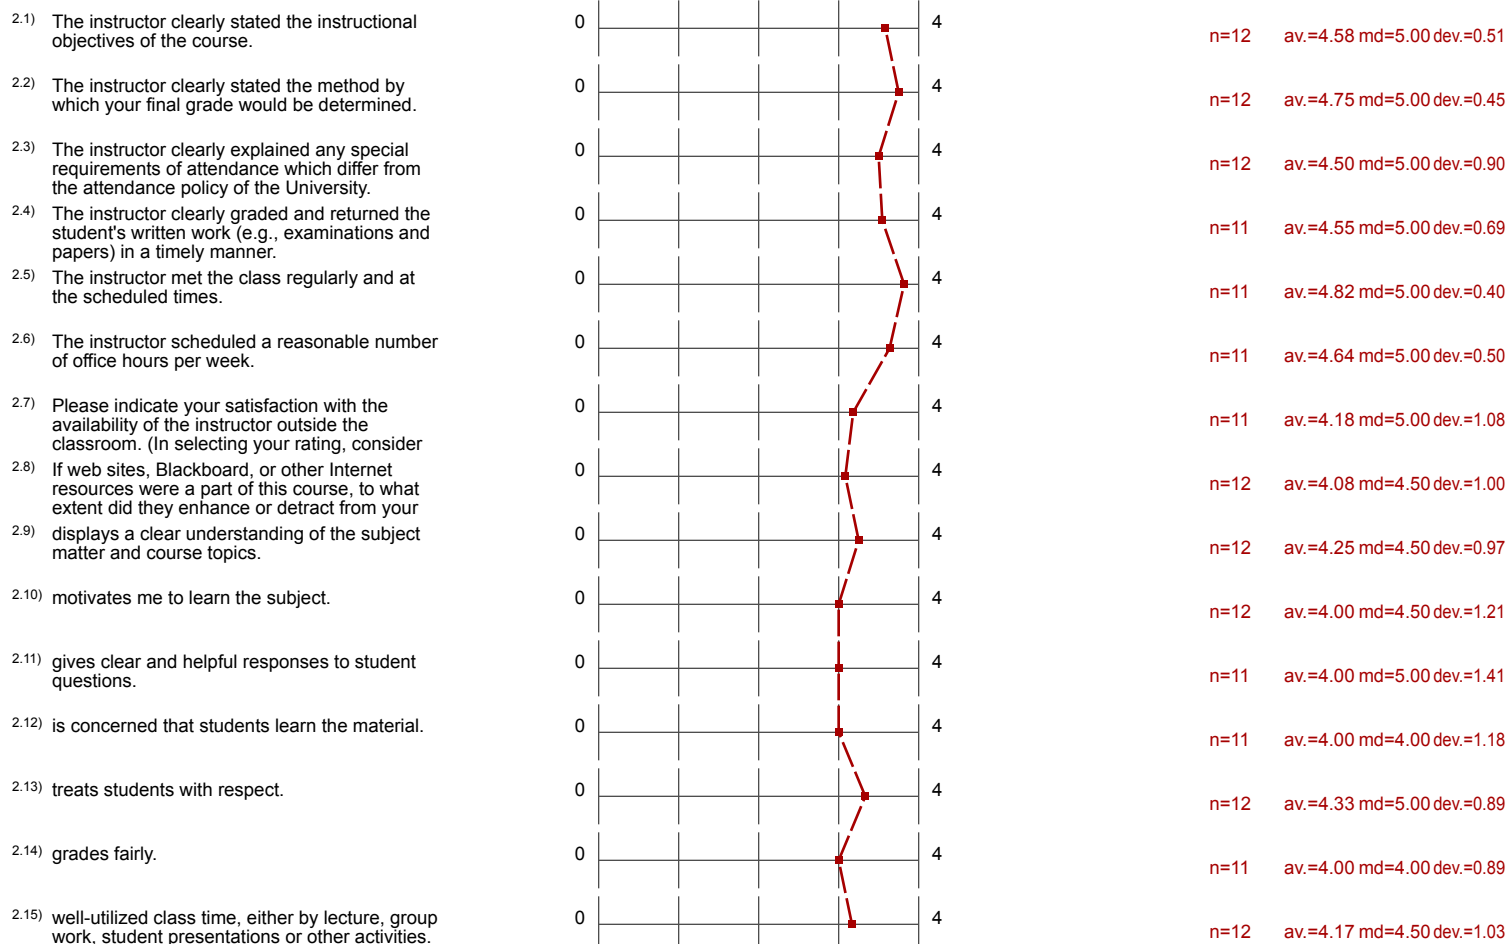 2.1) The instructor clearly stated the instructional 0 4
objectives of the course. n=12 av.=4.58 md=5.00 dev.=0.51
2.2) The instructor clearly stated the method by 0 4
which your final grade would be determined. n=12 av.=4.75 md=5.00 dev.=0.45
2.3) The instructor clearly explained any special 0 4
requirements of attendance which differ from n=12 av.=4.50 md=5.00 dev.=0.90
the attendance policy of the University.
2.4) The instructor clearly graded and returned the 0 4
student's written work (e.g., examinations and n=11 av.=4.55 md=5.00 dev.=0.69
papers) in a timely manner.
2.5) The instructor met the class regularly and at 0 4
the scheduled times. n=11 av.=4.82 md=5.00 dev.=0.40
2.6) The instructor scheduled a reasonable number 0 4
of office hours per week. n=11 av.=4.64 md=5.00 dev.=0.50
2.7) Please indicate your satisfaction with the 0 4
availability of the instructor outside the n=11 av.=4.18 md=5.00 dev.=1.08
classroom. (In selecting your rating, consider
2.8) If web sites, Blackboard, or other Internet 0 4
resources were a part of this course, to what n=12 av.=4.08 md=4.50 dev.=1.00
extent did they enhance or detract from your
2.9) displays a clear understanding of the subject 0 4
matter and course topics. n=12 av.=4.25 md=4.50 dev.=0.97
2.10) motivates me to learn the subject. 0 4
n=12 av.=4.00 md=4.50 dev.=1.21
2.11) gives clear and helpful responses to student 0 4
questions. n=11 av.=4.00 md=5.00 dev.=1.41
2.12) is concerned that students learn the material. 0 4
n=11 av.=4.00 md=4.00 dev.=1.18
2.13) treats students with respect. 0 4
n=12 av.=4.33 md=5.00 dev.=0.89
2.14) grades fairly. 0 4
n=11 av.=4.00 md=4.00 dev.=0.89
2.15) well-utilized class time, either by lecture, group 0 4
work, student presentations or other activities. n=12 av.=4.17 md=4.50 dev.=1.03